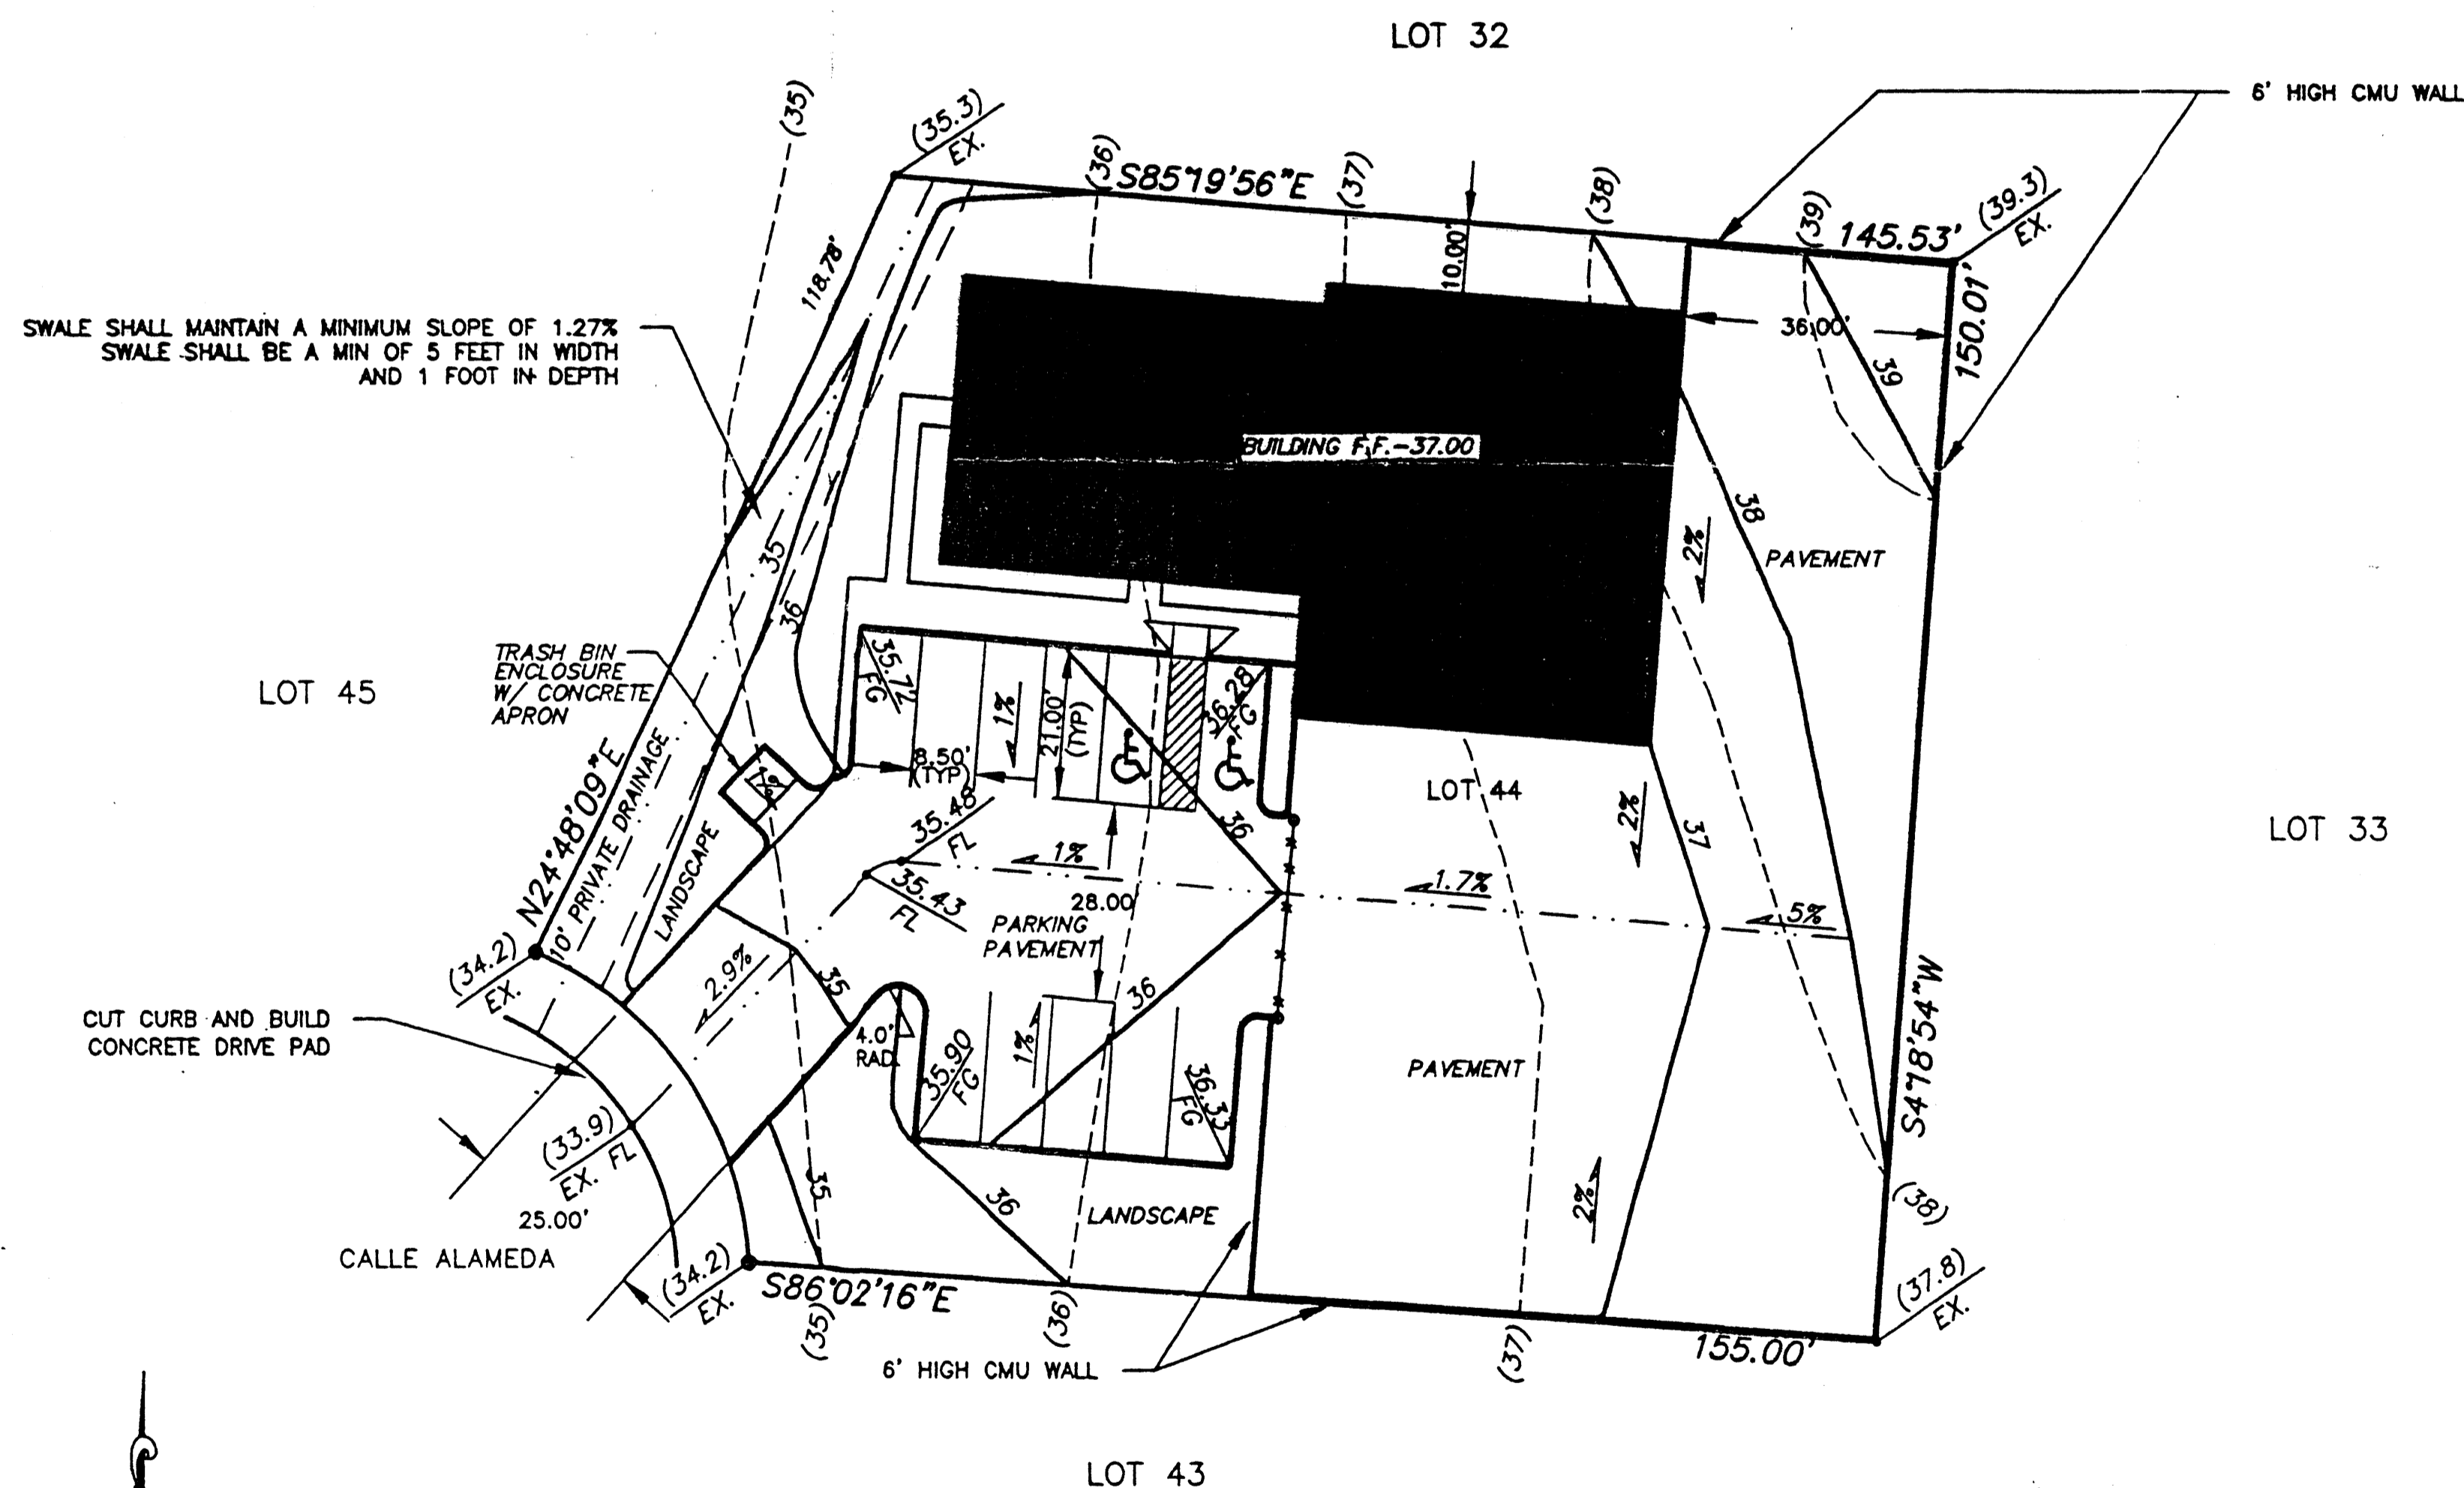 LOT 32
6' HIGH CMU WALL
(35)
(35.3)
EX.
(36)
S85°19'56"E
(37)
(38)
(39)
145.53'
(39.3)
EX.
118.78'
10.00'
36.00'
150.01'
39
SWALE SHALL MAINTAIN A MINIMUM SLOPE OF 1.27%
SWALE SHALL BE A MIN OF 5 FEET IN WIDTH
AND 1 FOOT IN DEPTH
BUILDING F.F.-37.00
38
2%
PAVEMENT
35
36
TRASH BIN
ENCLOSURE
W/ CONCRETE
APRON
LOT 45
35.72
FG
1%
21.00'
(TYP)
36.28
FG
8.50'
(TYP)
LOT 44
2%
37
LOT 33
N24°48'09"E
10' PRIVATE DRAINAGE
LANDSCAPE
35.48
FL
1%
36
35.43
FL
28.00'
PARKING
PAVEMENT
1.7%
5%
(34.2)
EX.
2.9%
35
36
CUT CURB AND BUILD
CONCRETE DRIVE PAD
4.0'
RAD.
35.90
FG
1%
36.33
FG
PAVEMENT
S4°18'54"W
(33.9)
EX. FL
25.00'
35
36
LANDSCAPE
2%
(38)
CALLE ALAMEDA
(34.2)
EX.
S86°02'16"E
(35)
(36)
(37)
155.00'
(37.8)
EX.
6' HIGH CMU WALL
LOT 43